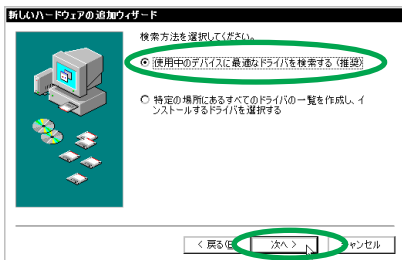 新しいハードウェアの追加ウィザード
検索方法を選択してください。
使用中のデバイスに最適なドライバを検索する (推奨)
特定の場所にあるすべてのドライバの一覧を作成し、イ
ンストールするドライバを選択する
< 戻る(B 次へ > ャンセル